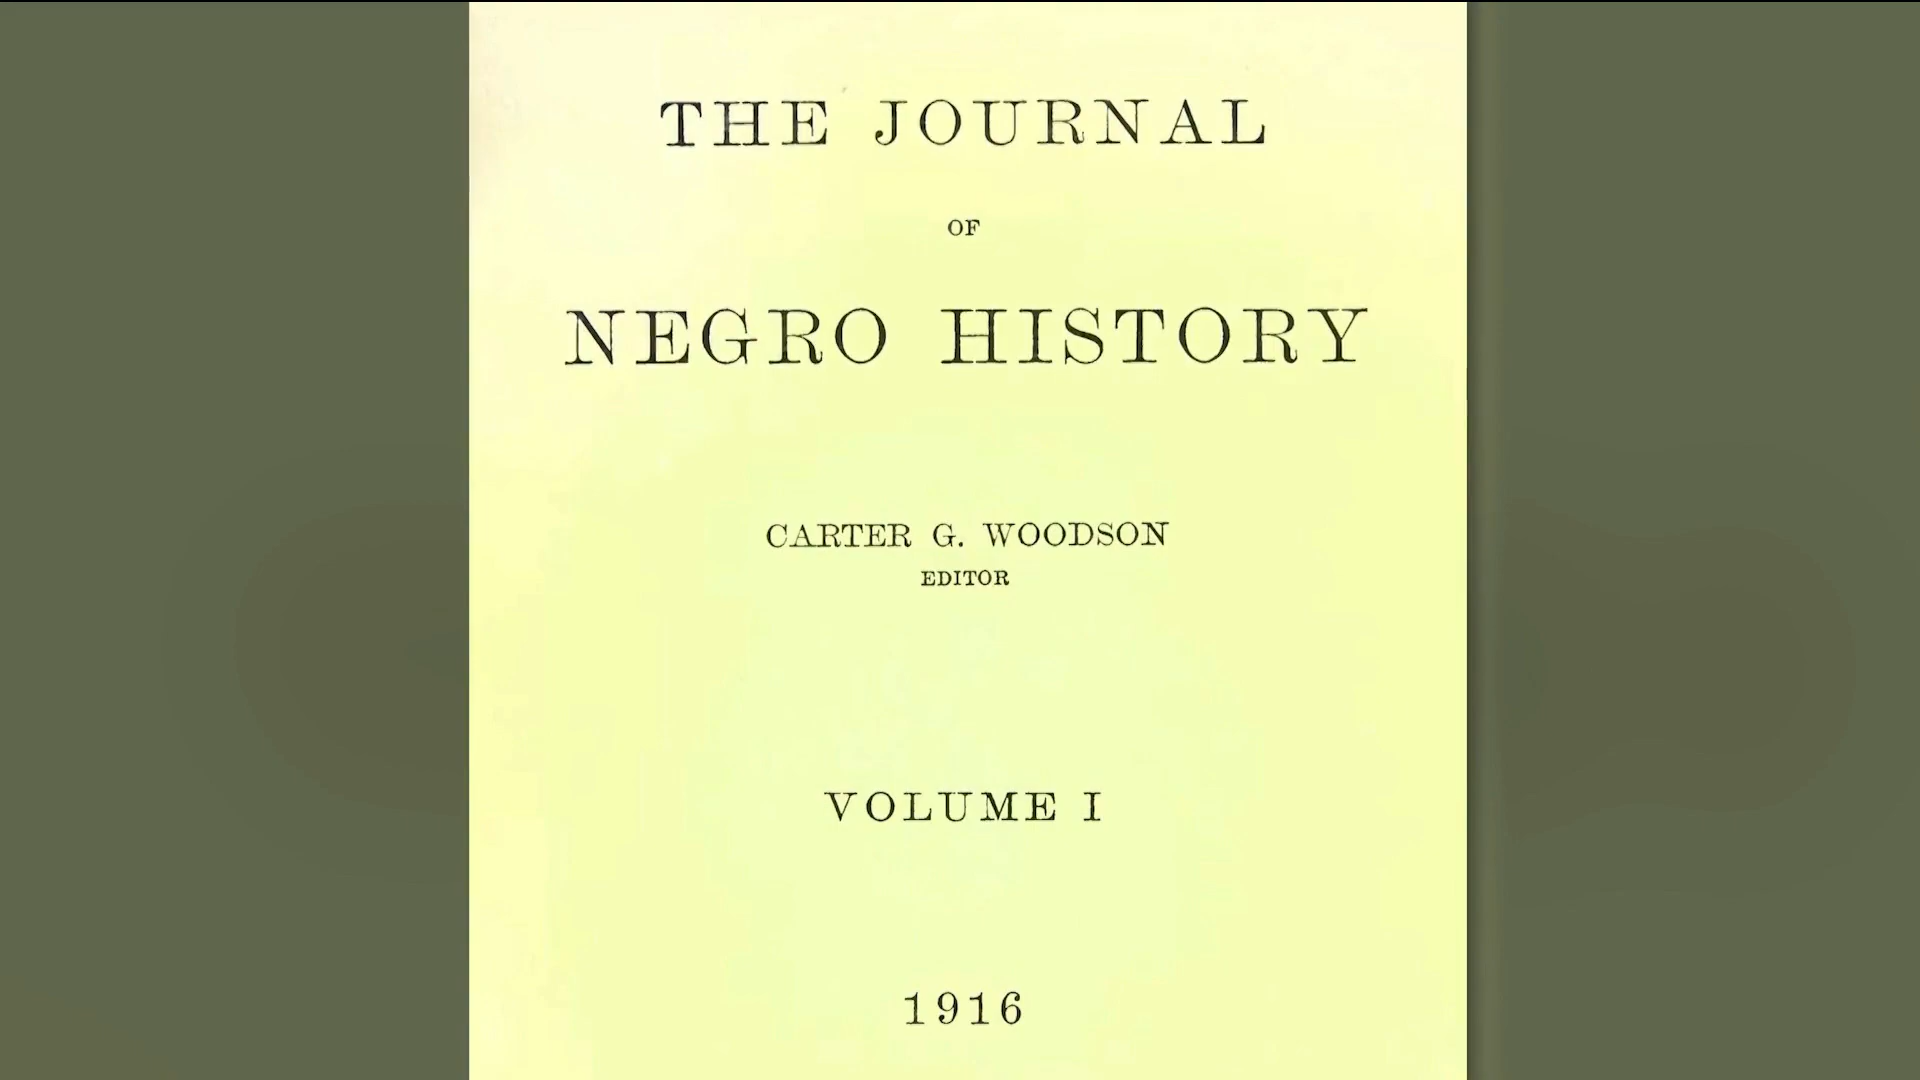 THE JOURNAL
OF
NEGRO HISTORY
CARTER G. WOODSON
EDITOR
VOLUME I
1916